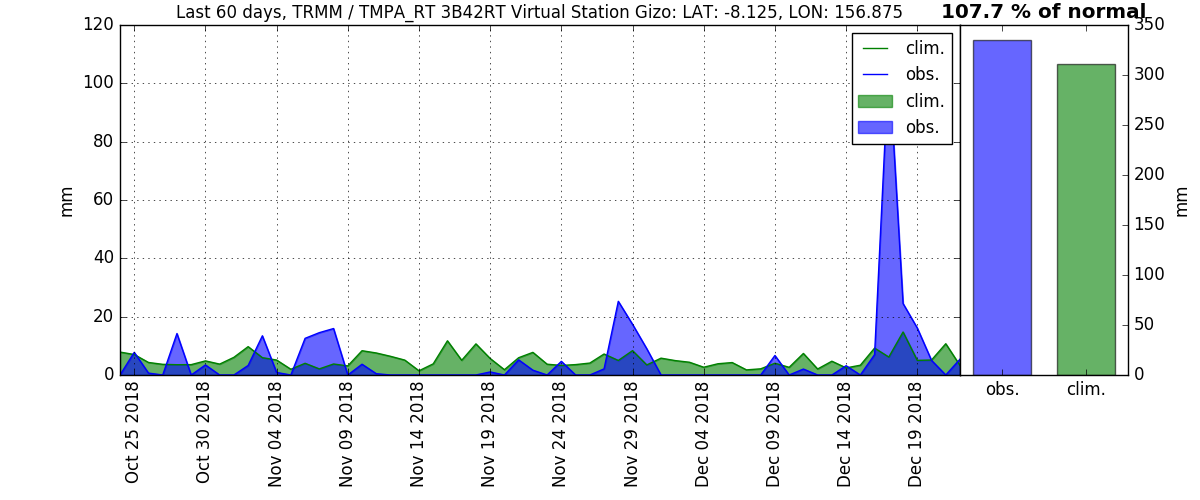 Last 60 days, TRMM / TMPA_RT 3B42RT Virtual Station Gizo: LAT: -8.125, LON: 156.875
107.7 % of normal
120
100
80
60
40
20
0
mm
clim.
obs.
clim.
obs.
350
300
250
200
150
100
50
0
mm
Oct 25 2018
Oct 30 2018
Nov 04 2018
Nov 09 2018
Nov 14 2018
Nov 19 2018
Nov 24 2018
Nov 29 2018
Dec 04 2018
Dec 09 2018
Dec 14 2018
Dec 19 2018
obs.
clim.